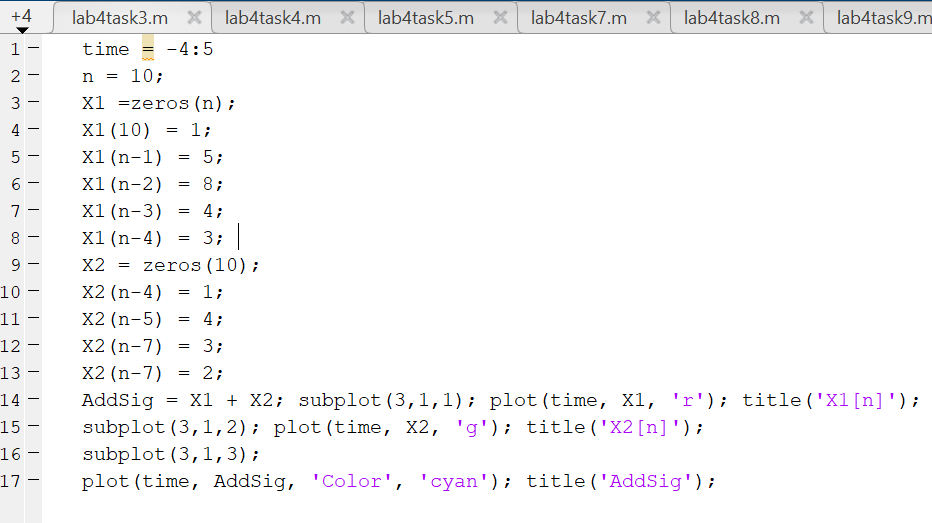 +4 lab4task3.m lab4task4.m lab4task5.m lab4task7.m lab4task8.m lab4task9.m
1 time = -4:5
2 n = 10;
3 X1 =zeros(n);
4 X1(10) = 1;
5 X1(n-1) = 5;
6 X1(n-2) = 8;
7 X1(n-3) = 4;
8 X1(n-4) = 3;
9 X2 = zeros(10);
10 X2(n-4) = 1;
11 X2(n-5) = 4;
12 X2(n-7) = 3;
13 X2(n-7) = 2;
14 AddSig = X1 + X2; subplot(3,1,1); plot(time, X1, 'r'); title('X1[n]');
15 subplot(3,1,2); plot(time, X2, 'g'); title('X2[n]');
16 subplot(3,1,3);
17 plot(time, AddSig, 'Color', 'cyan'); title('AddSig');